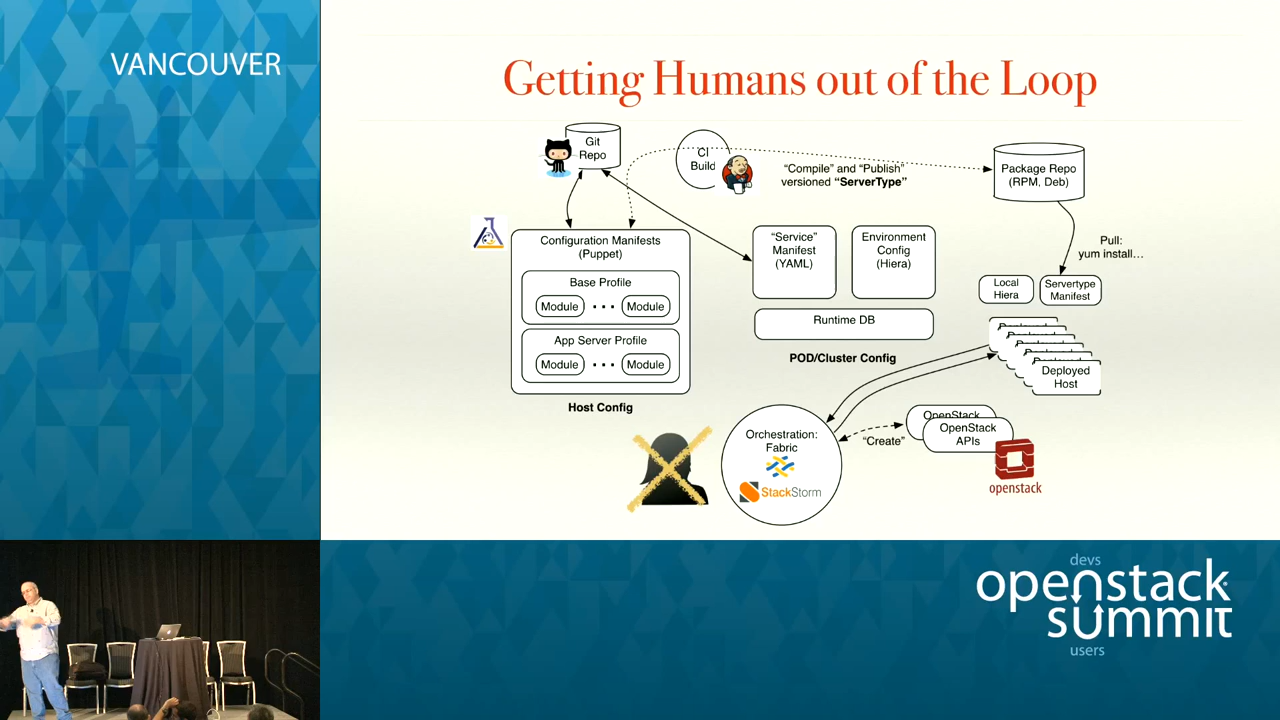 VANCOUVER
Getting Humans out of the Loop
Git
Repo
CI
Build
"Compile" and "Publish"
versioned "ServerType"
Package Repo
(RPM, Deb)
Configuration Manifests
(Puppet)
Base Profile
Module ... Module
App Server Profile
Module ... Module
Host Config
"Service"
Manifest
(YAML)
Environment
Config
(Hiera)
Runtime DB
POD/Cluster Config
Pull:
yum install...
Local
Hiera
Servertype
Manifest
Deployed
Host
Orchestration:
Fabric
StackStorm
"Create"
OpenStack
OpenStack
APIs
openstack
devs
openstack
summit
users